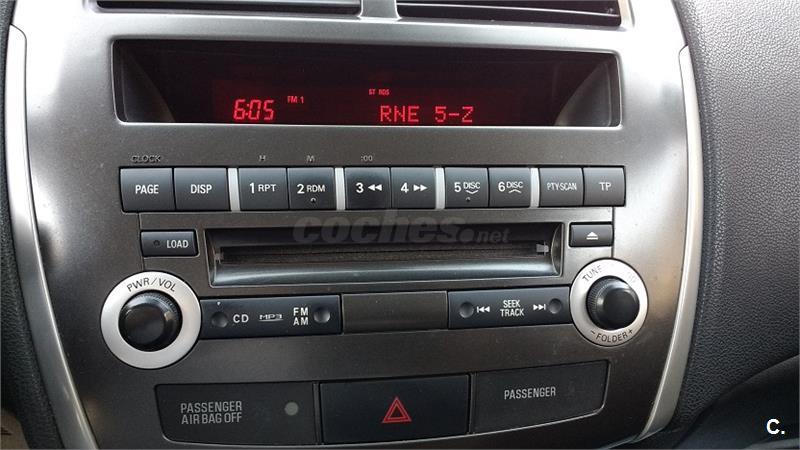 ST RDS
6:05 FM 1 RNE 5-Z
CLOCK H M :00
PAGE DISP 1 RPT 2 RDM 3 ◀◀ 4 ▶▶ 5 DISC 6 DISC PTY·SCAN TP
coches.net
LOAD
PWR/VOL TUNE
CD MP3 FM AM SEEK TRACK
- FOLDER +
PASSENGER AIR BAG OFF
PASSENGER
C.